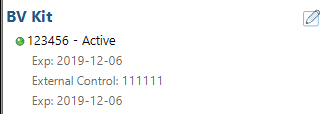 BV Kit
123456 - Active
Exp: 2019-12-06
External Control: 111111
Exp: 2019-12-06